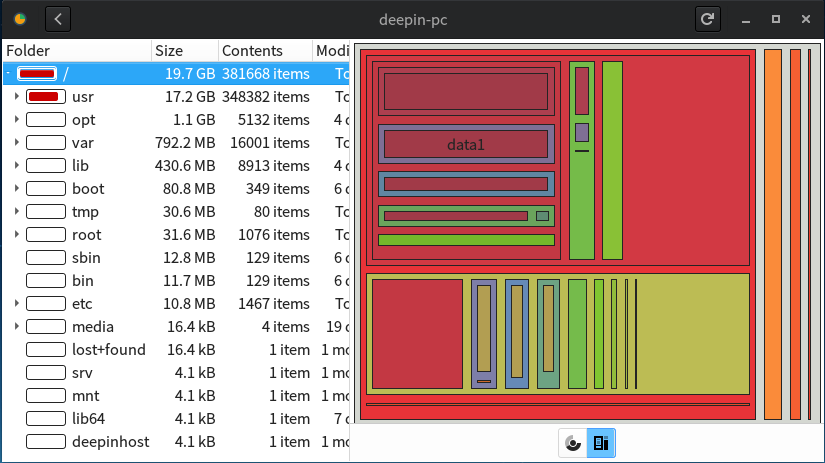 deepin-pc
Folder Size Contents Modi
/ 19.7 GB 381668 items To
usr 17.2 GB 348382 items To
opt 1.1 GB 5132 items 4 
var 792.2 MB 16001 items To
lib 430.6 MB 8913 items 4 
boot 80.8 MB 349 items 6 
tmp 30.6 MB 80 items To
root 31.6 MB 1076 items To
sbin 12.8 MB 129 items 6 
bin 11.7 MB 129 items 6 
etc 10.8 MB 1467 items To
media 16.4 kB 4 items 19 
lost+found 16.4 kB 1 item 1 mo
srv 4.1 kB 1 item 1 mo
mnt 4.1 kB 1 item 1 mo
lib64 4.1 kB 1 item 7 
deepinhost 4.1 kB 1 item 1 mo
data1